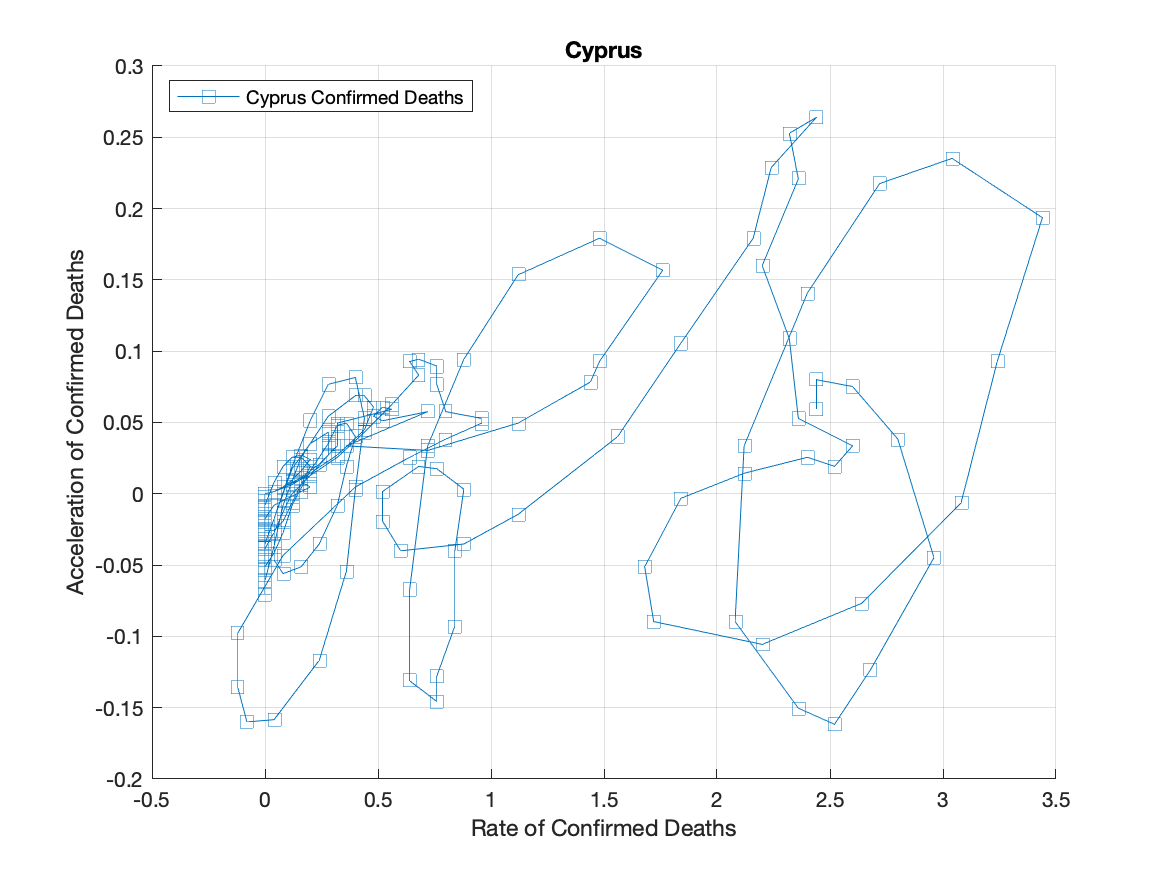 Cyprus
Cyprus Confirmed Deaths
0.3
0.25
0.2
0.15
0.1
0.05
0
-0.05
-0.1
-0.15
-0.2
Acceleration of Confirmed Deaths
-0.5 0 0.5 1 1.5 2 2.5 3 3.5
Rate of Confirmed Deaths